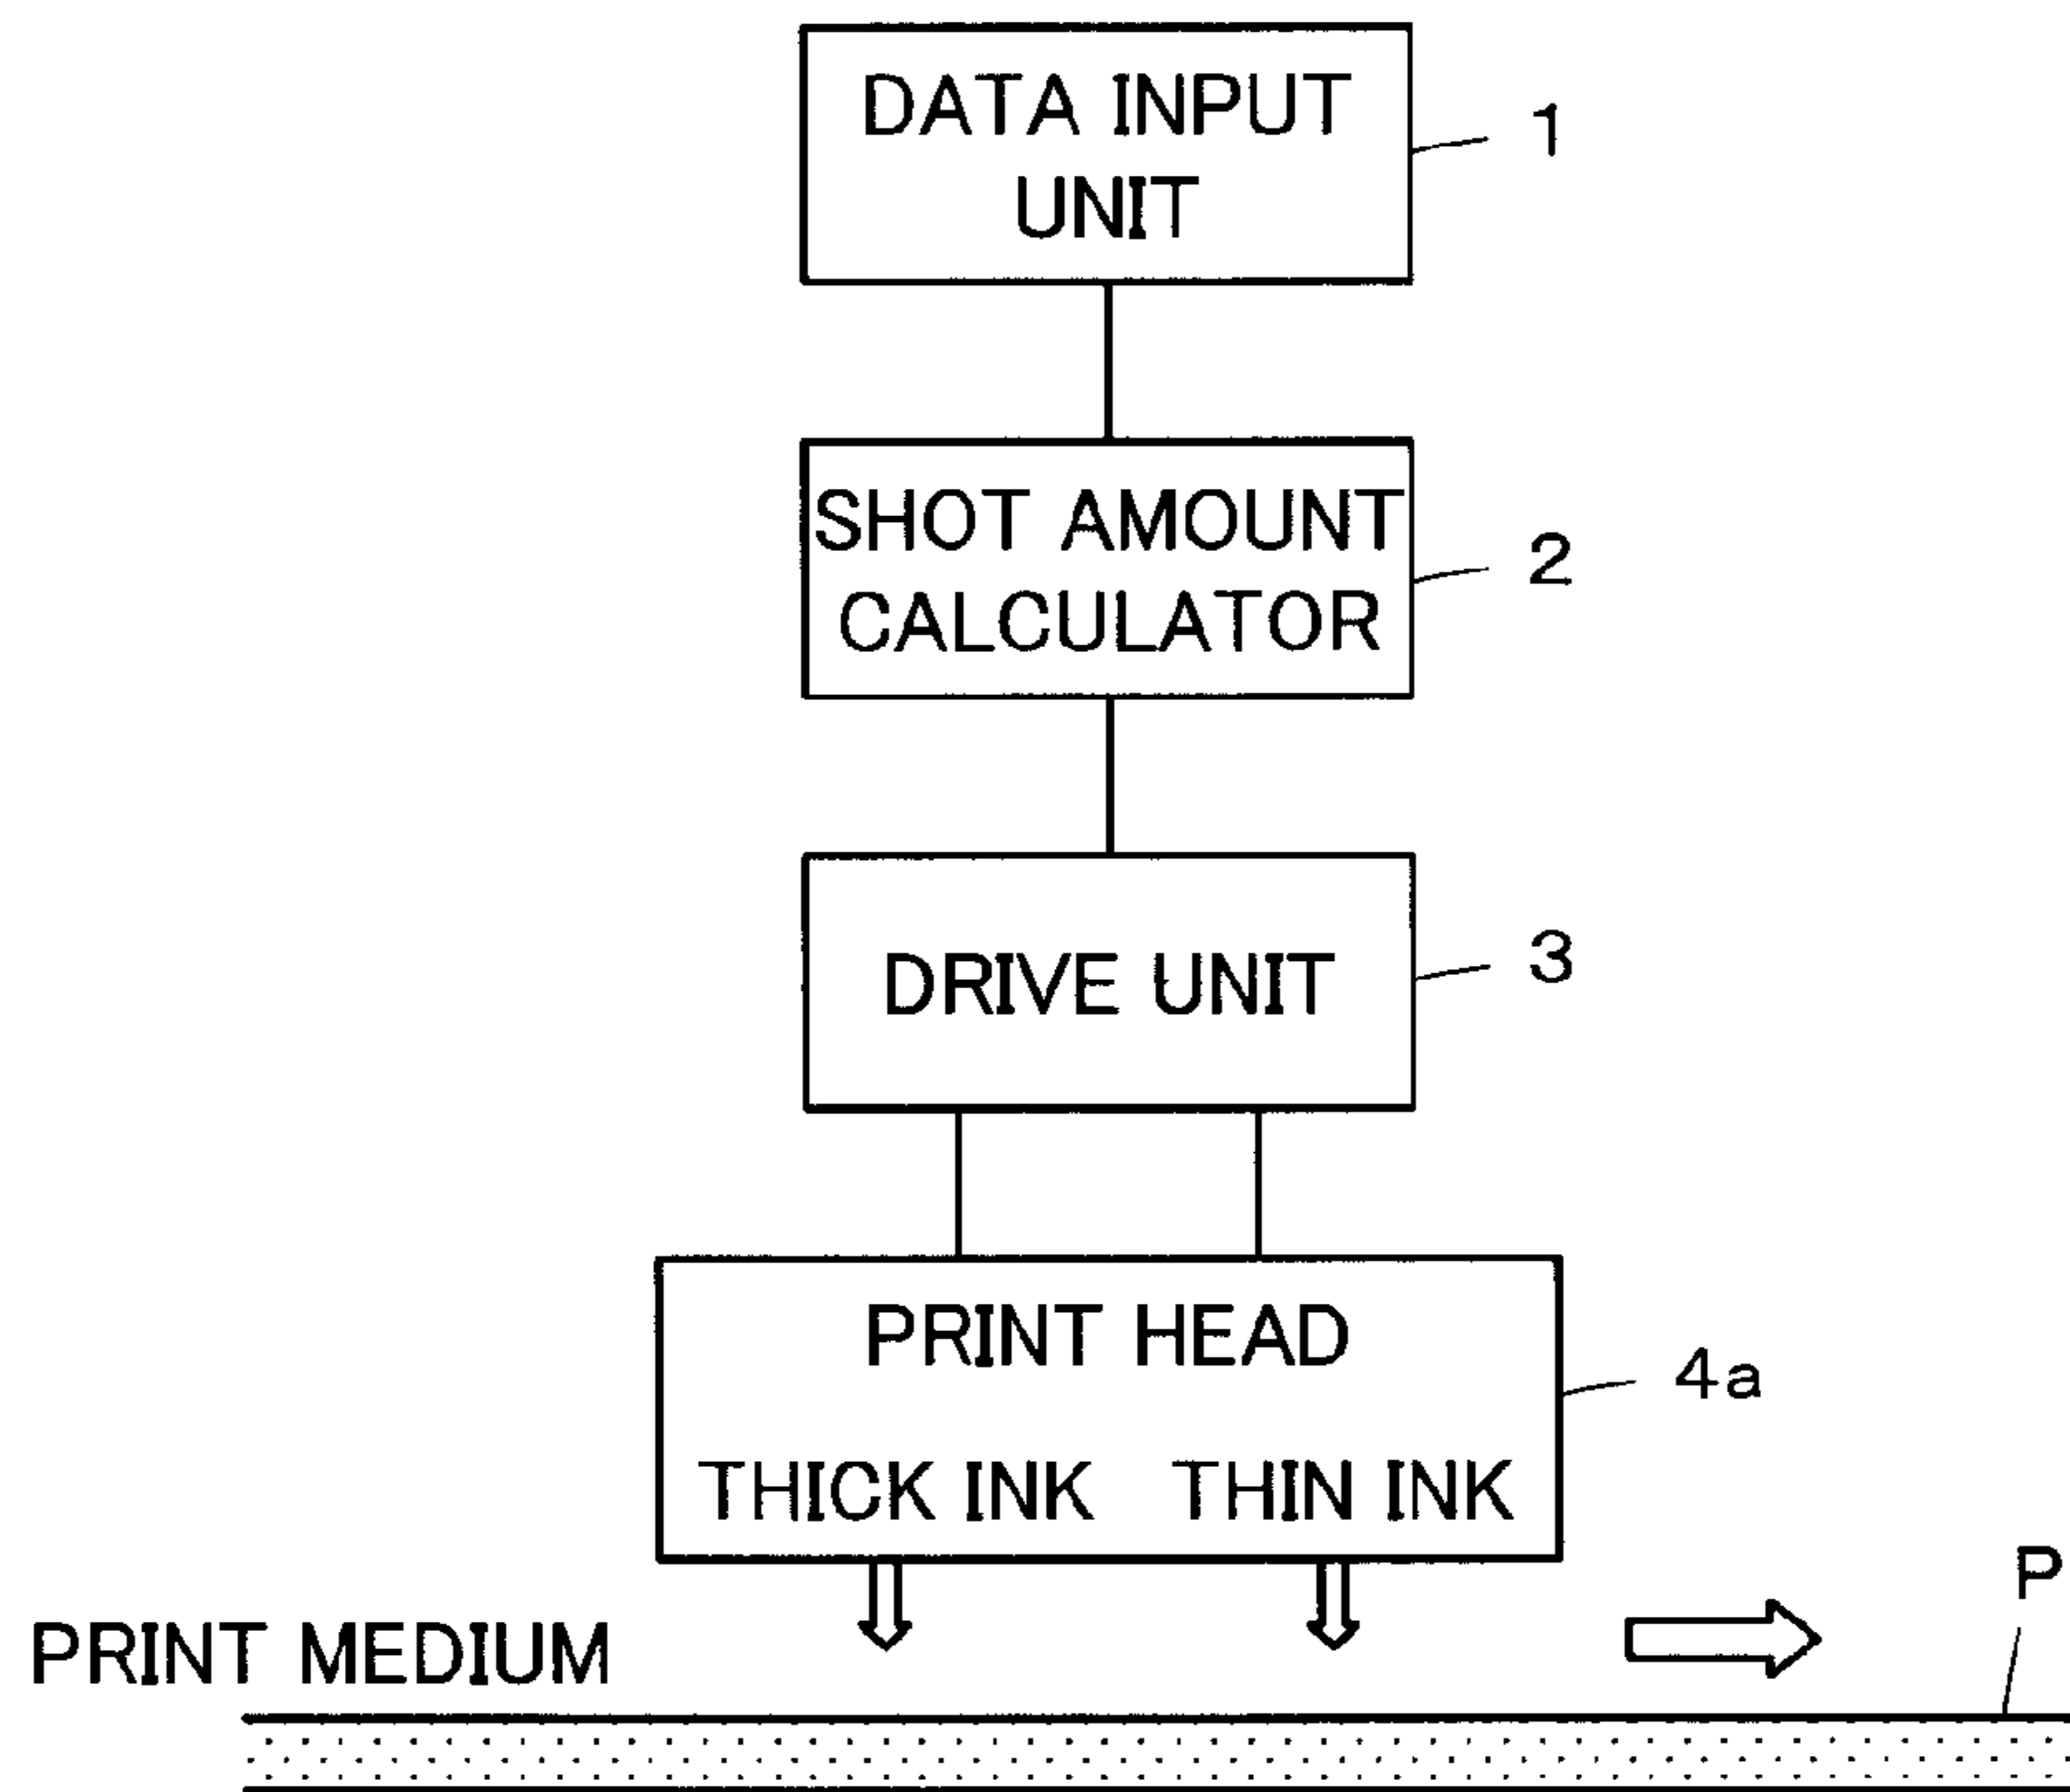 DATA INPUT
UNIT
1
SHOT AMOUNT
CALCULATOR
2
DRIVE UNIT
3
PRINT HEAD
4a
THICK INK THIN INK
P
PRINT MEDIUM